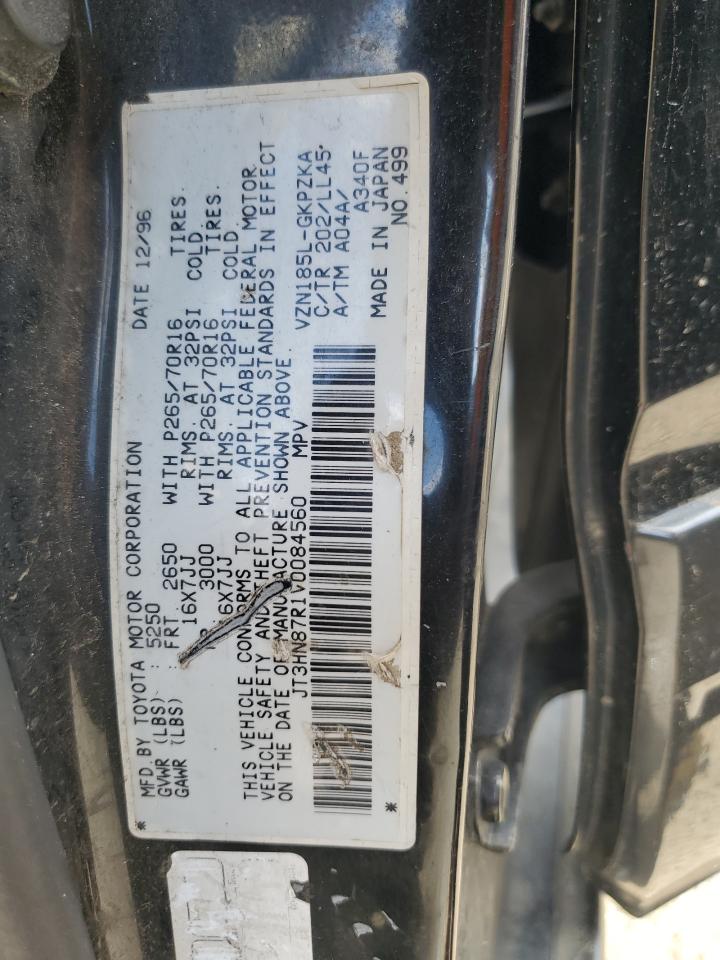 MFD. BY TOYOTA MOTOR CORPORATION DATE 12/96
GVWR (LBS) : 5250
GAWR (LBS) : FRT. 2650 WITH P265/70R16 TIRES.
16X7JJ RIMS. AT 32PSI COLD
3000 WITH P265/70R16 TIRES.
6X7JJ RIMS. AT 32PSI COLD.
THIS VEHICLE CONFORMS TO ALL APPLICABLE FEDERAL MOTOR
VEHICLE SAFETY AND THEFT PREVENTION STANDARDS IN EFFECT
ON THE DATE OF MANUFACTURE SHOWN ABOVE.
JT3HN87R1V0084560 MPV
VZN185L-GKPZKA
C/TR 202/LL45
A/TM A04A/
A340F
MADE IN JAPAN
* * NO. 499